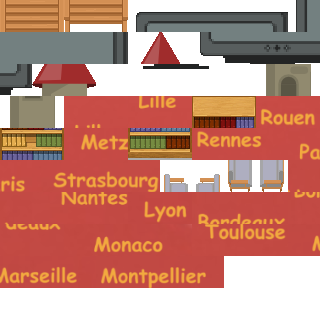 Lille
Rouen
Metz
Rennes
Pa
ris
Strasbourg
Nantes
Lyon
Bordeaux
deaux
Toulouse
Monaco
Marseille
Montpellier